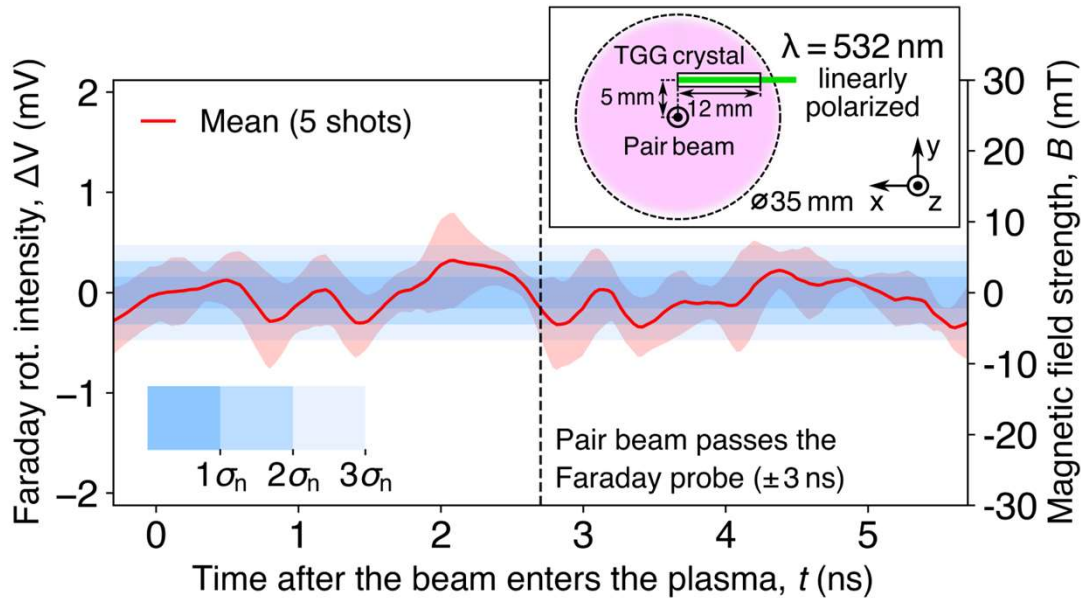 Faraday rot. intensity, ΔV (mV)
2
1
0
−1
−2
Mean (5 shots)
TGG crystal
λ = 532 nm
linearly
polarized
5 mm
12 mm
Pair beam
⌀35 mm
y
x
z
1σn
2σn
3σn
Pair beam passes the
Faraday probe (±3 ns)
30
20
10
0
-10
-20
-30
Magnetic field strength, B (mT)
0 1 2 3 4 5
Time after the beam enters the plasma, t (ns)